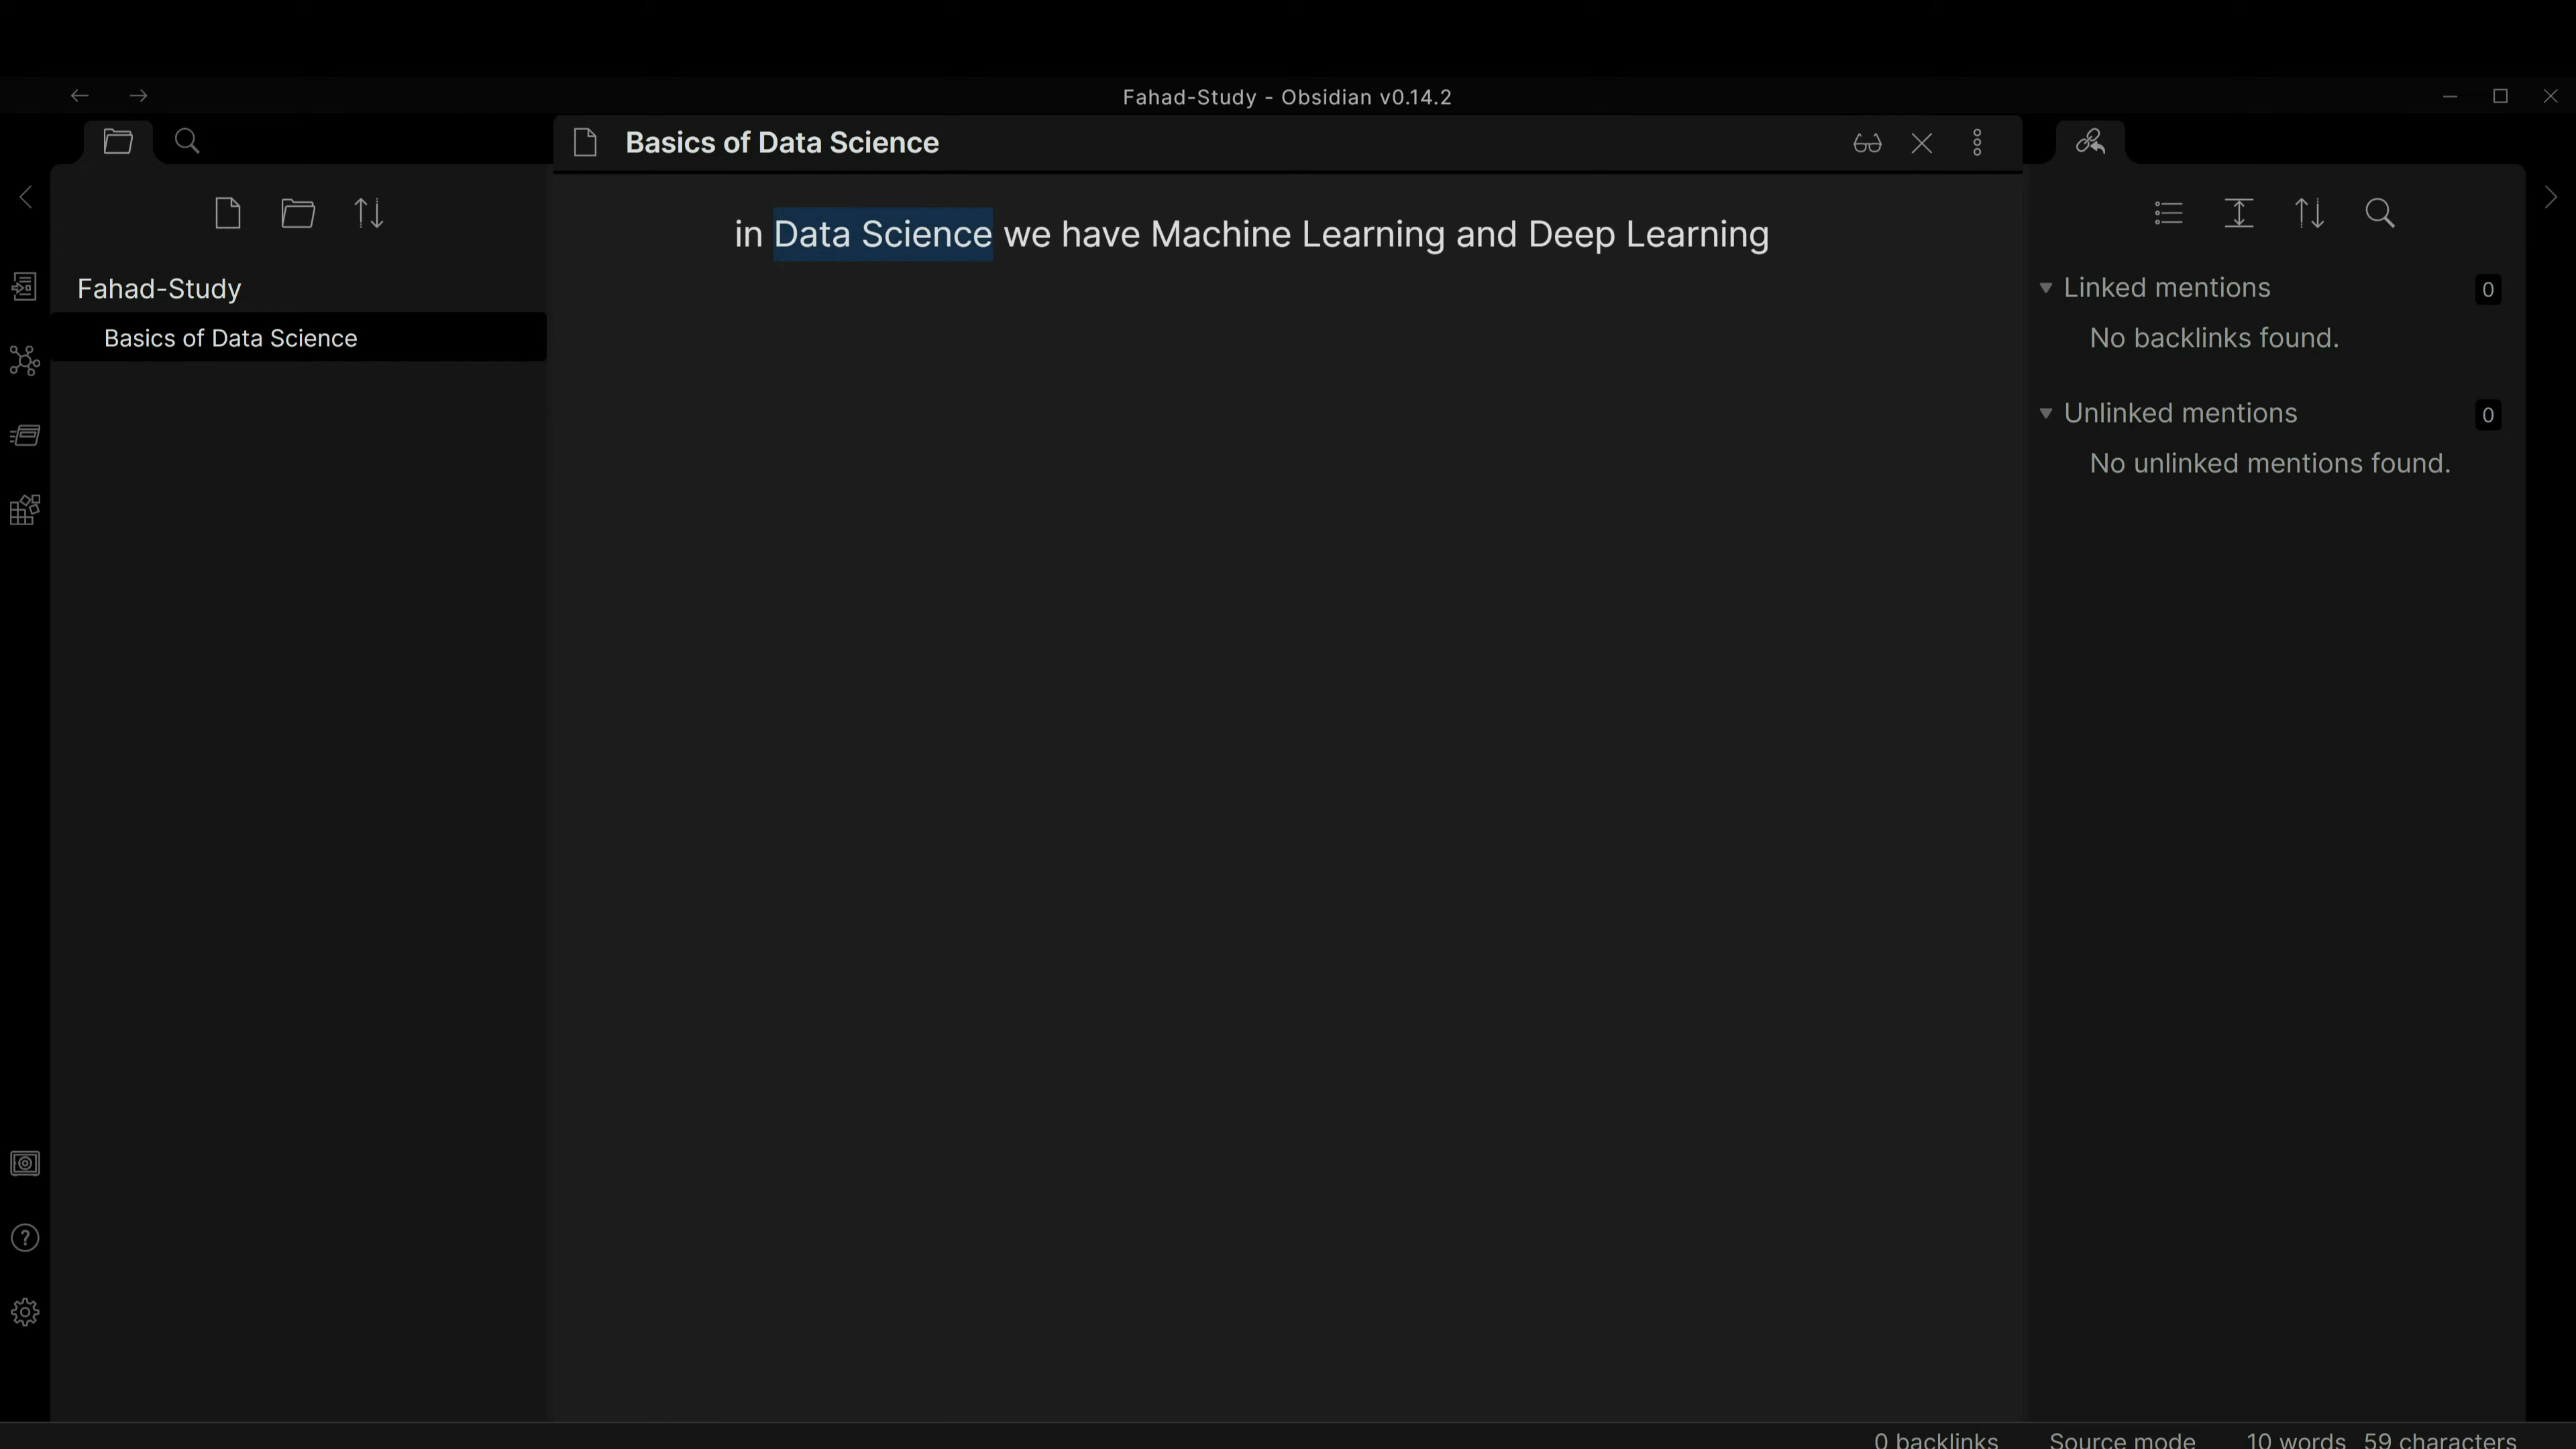 Fahad-Study - Obsidian v0.14.2
Basics of Data Science
Fahad-Study
Basics of Data Science
in Data Science we have Machine Learning and Deep Learning
Linked mentions 0
No backlinks found.
Unlinked mentions 0
No unlinked mentions found.
0 backlinks Source mode 10 words 59 characters